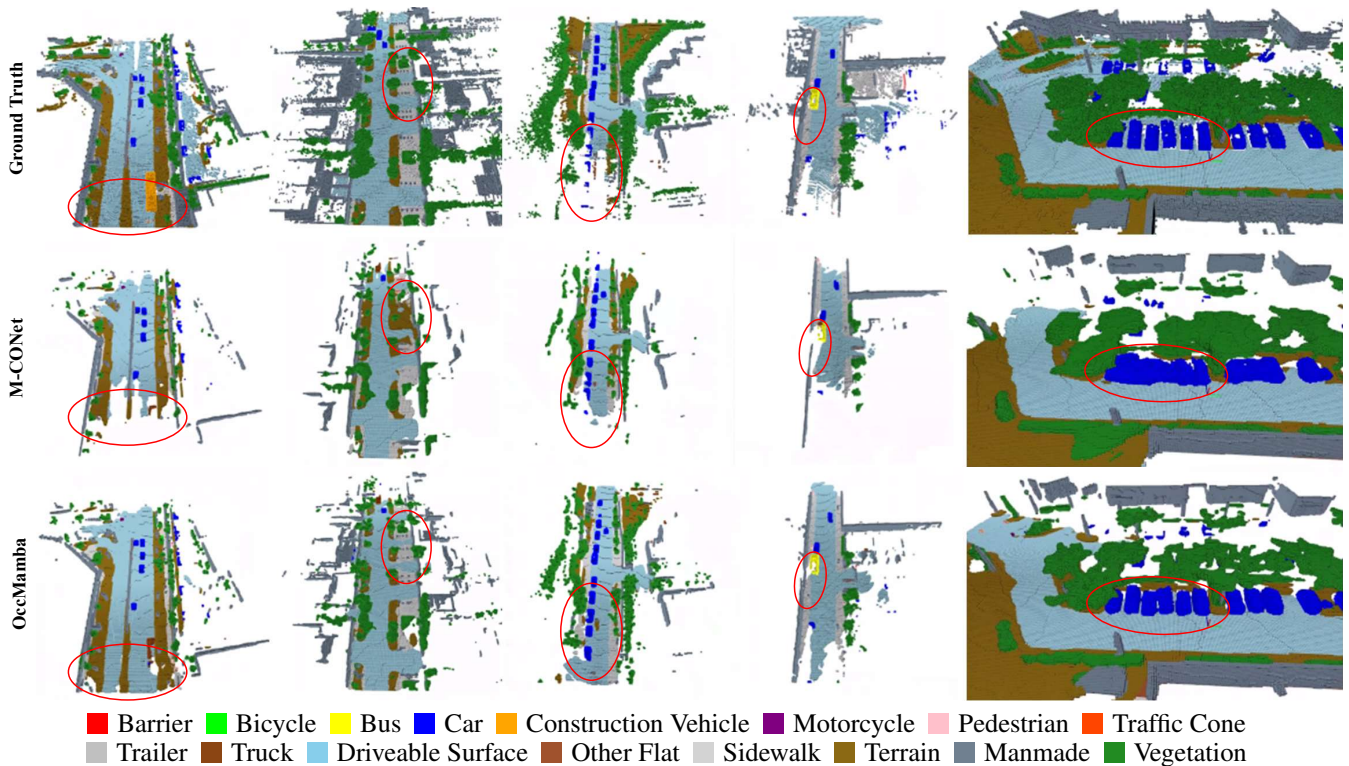 Ground Truth
M-CONet
OccMamba
Barrier Bicycle Bus Car Construction Vehicle Motorcycle Pedestrian Traffic Cone
Trailer Truck Driveable Surface Other Flat Sidewalk Terrain Manmade Vegetation